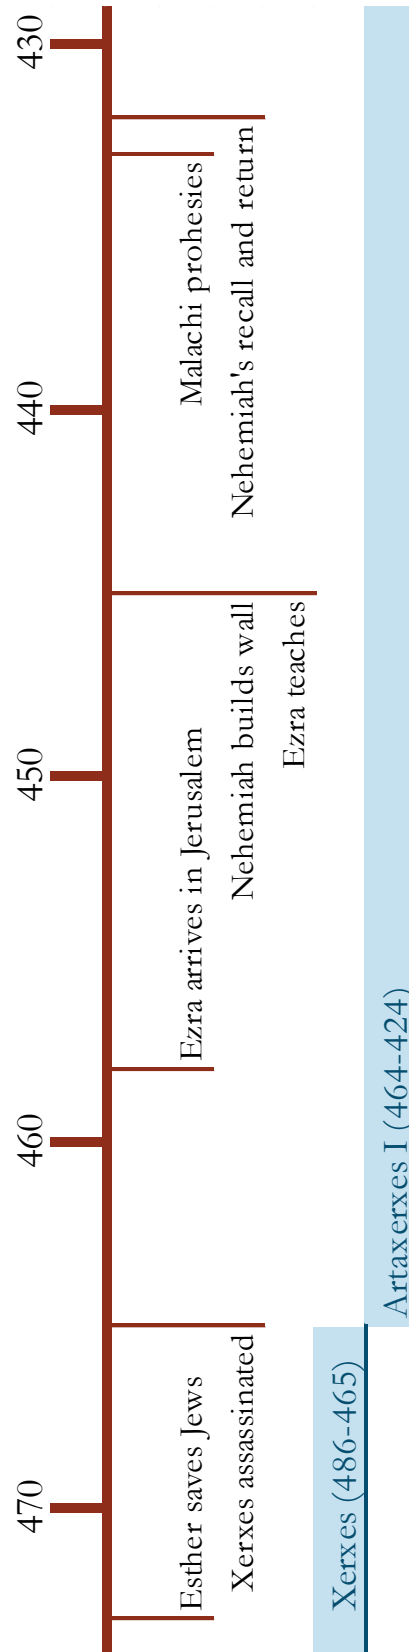 470
460
450
440
430
Esther saves Jews
Xerxes assassinated
Ezra arrives in Jerusalem
Nehemiah builds wall
Ezra teaches
Malachi prohesies
Nehemiah's recall and return
Xerxes (486-465)
Artaxerxes I (464-424)